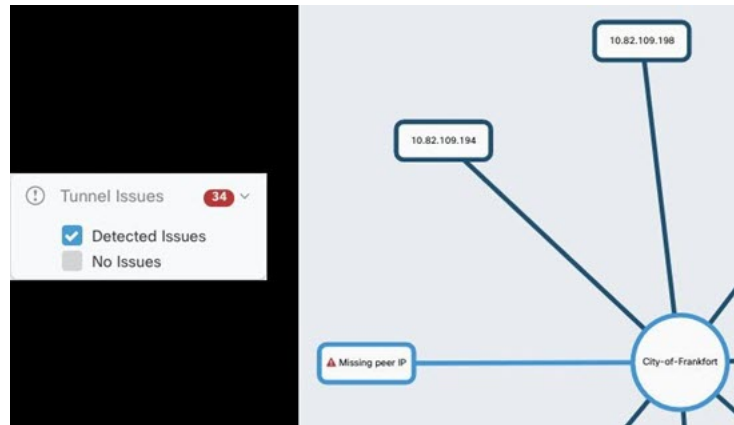 Tunnel Issues 34
Detected Issues
No Issues
10.82.109.198
10.82.109.194
Missing peer IP
City-of-Frankfort